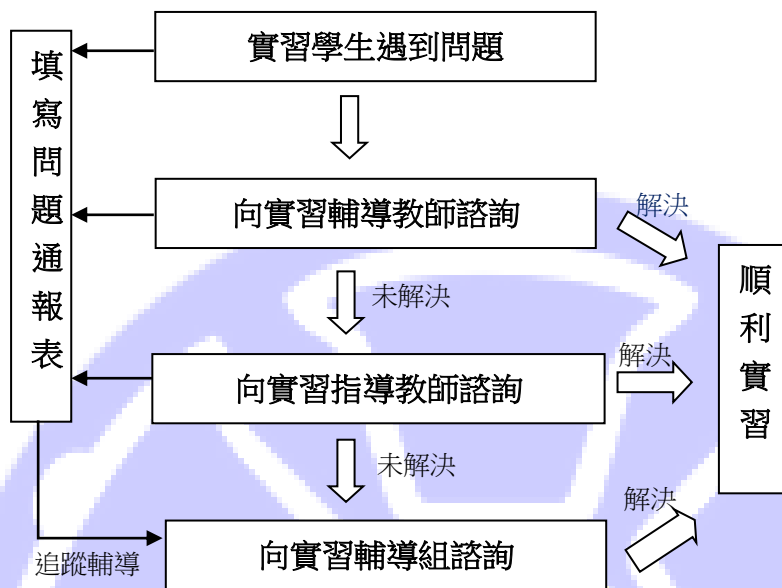 實習學生遇到問題
填寫問題通報表
向實習輔導教師諮詢
解決
未解決
順利實習
向實習指導教師諮詢
解決
未解決
解決
向實習輔導組諮詢
追蹤輔導